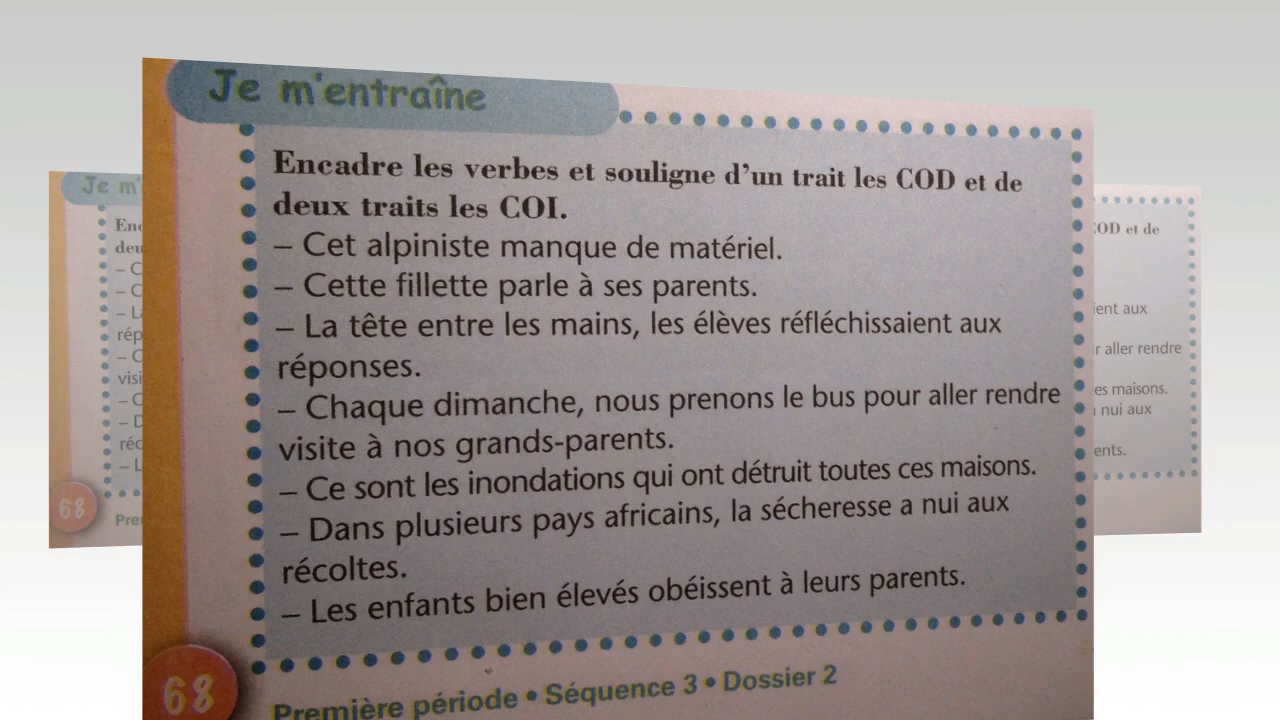 Je m'entraîne
Encadre les verbes et souligne d'un trait les COD et de
deux traits les COI.
– Cet alpiniste manque de matériel.
– Cette fillette parle à ses parents.
– La tête entre les mains, les élèves réfléchissaient aux
réponses.
– Chaque dimanche, nous prenons le bus pour aller rendre
visite à nos grands-parents.
– Ce sont les inondations qui ont détruit toutes ces maisons.
– Dans plusieurs pays africains, la sécheresse a nui aux
récoltes.
– Les enfants bien élevés obéissent à leurs parents.
68
Première période • Séquence 3 • Dossier 2